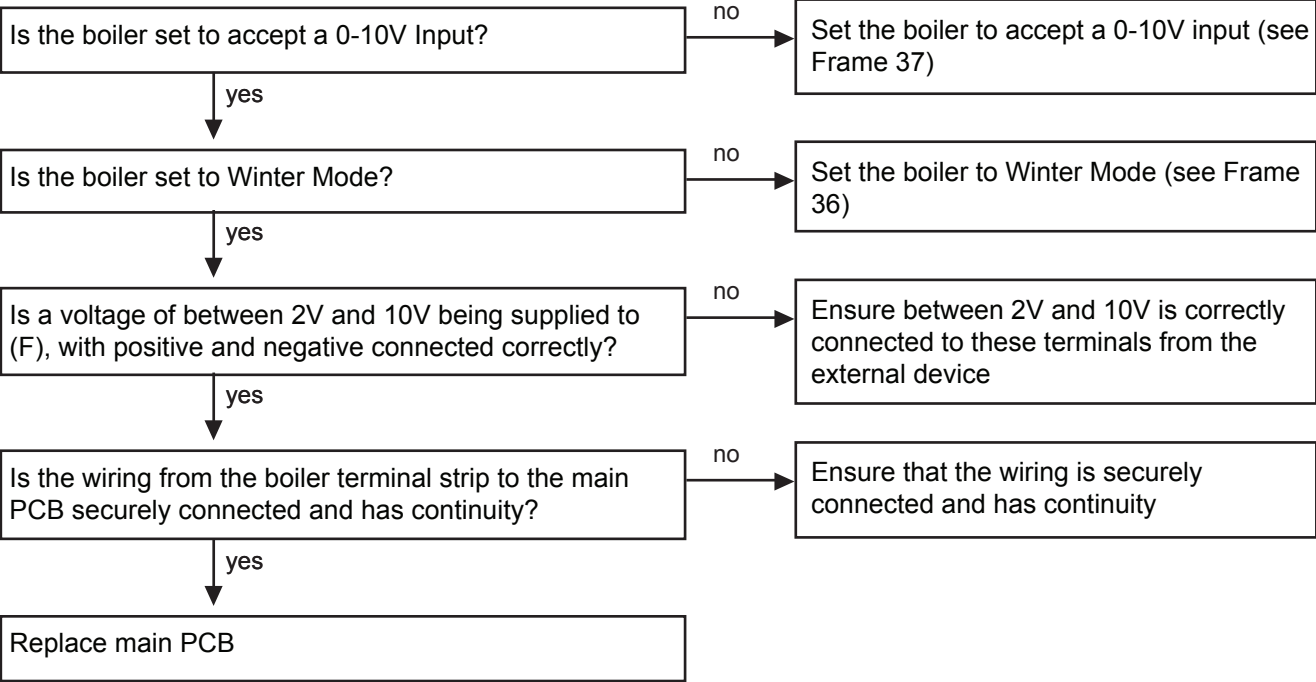 Is the boiler set to accept a 0-10V Input?
no
Set the boiler to accept a 0-10V input (see
Frame 37)
yes
Is the boiler set to Winter Mode?
no
Set the boiler to Winter Mode (see Frame
36)
yes
Is a voltage of between 2V and 10V being supplied to
(F), with positive and negative connected correctly?
no
Ensure between 2V and 10V is correctly
connected to these terminals from the
external device
yes
Is the wiring from the boiler terminal strip to the main
PCB securely connected and has continuity?
no
Ensure that the wiring is securely
connected and has continuity
yes
Replace main PCB